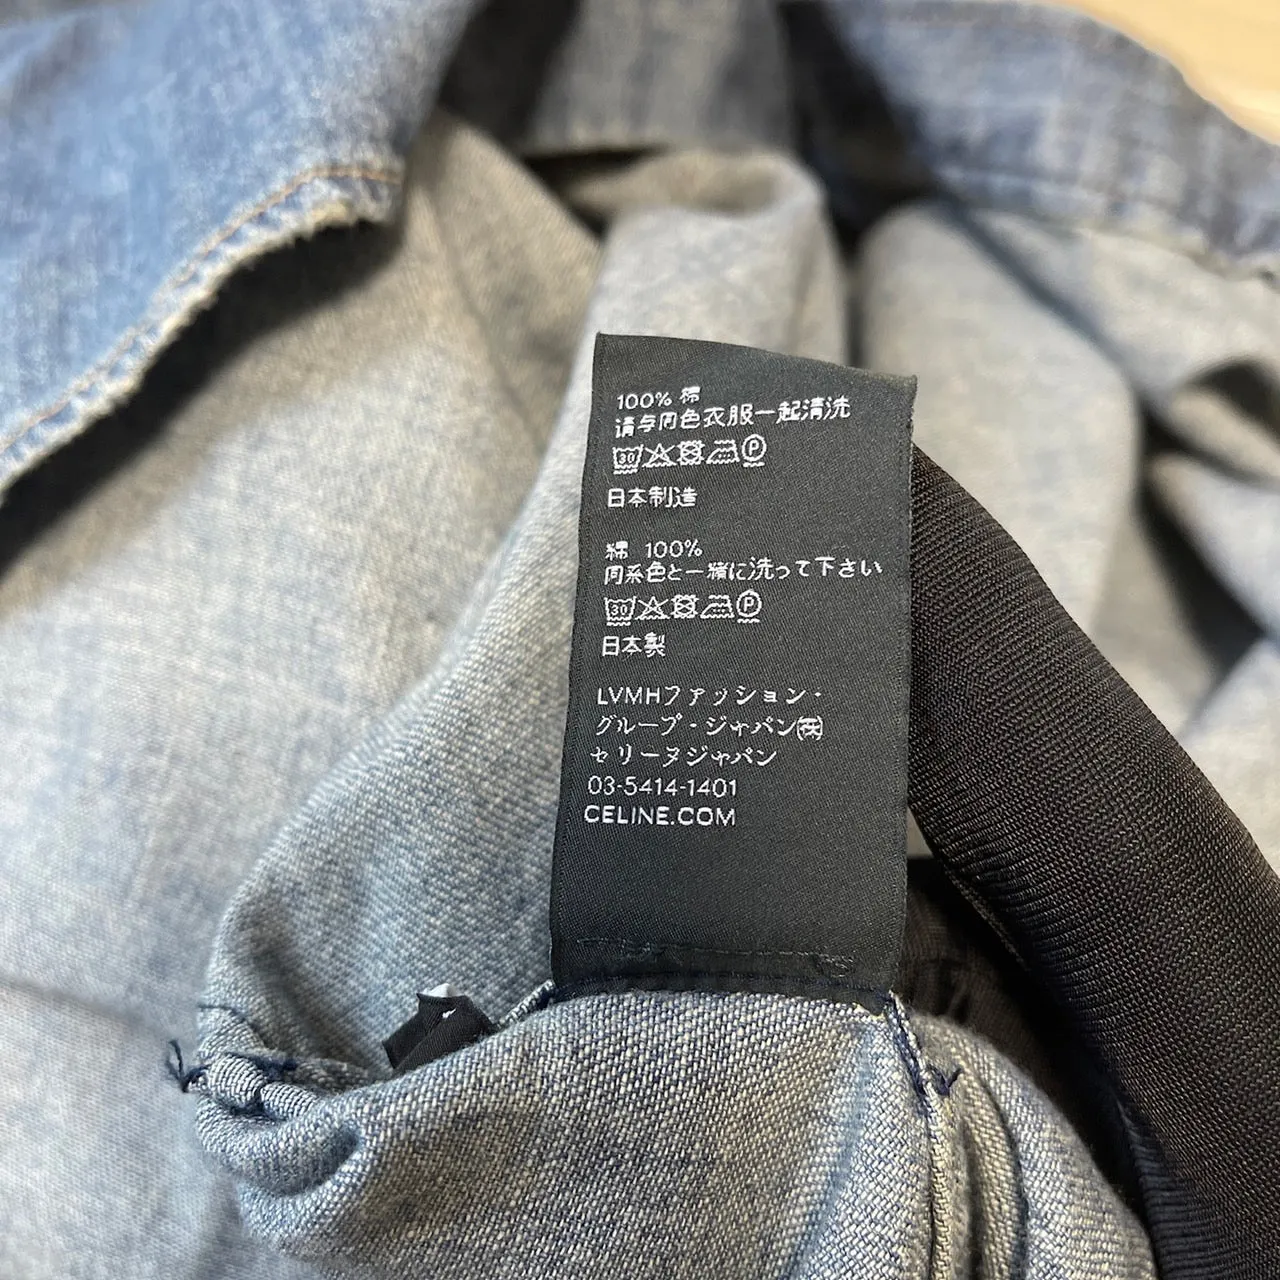 100% 棉
请与同色衣服一起清洗
30 P
日本制造
綿 100%
同系色と一緒に洗って下さい
30 P
日本製
LVMHファッション・
グループ・ジャパン㈱
セリーヌジャパン
03-5414-1401
CELINE.COM